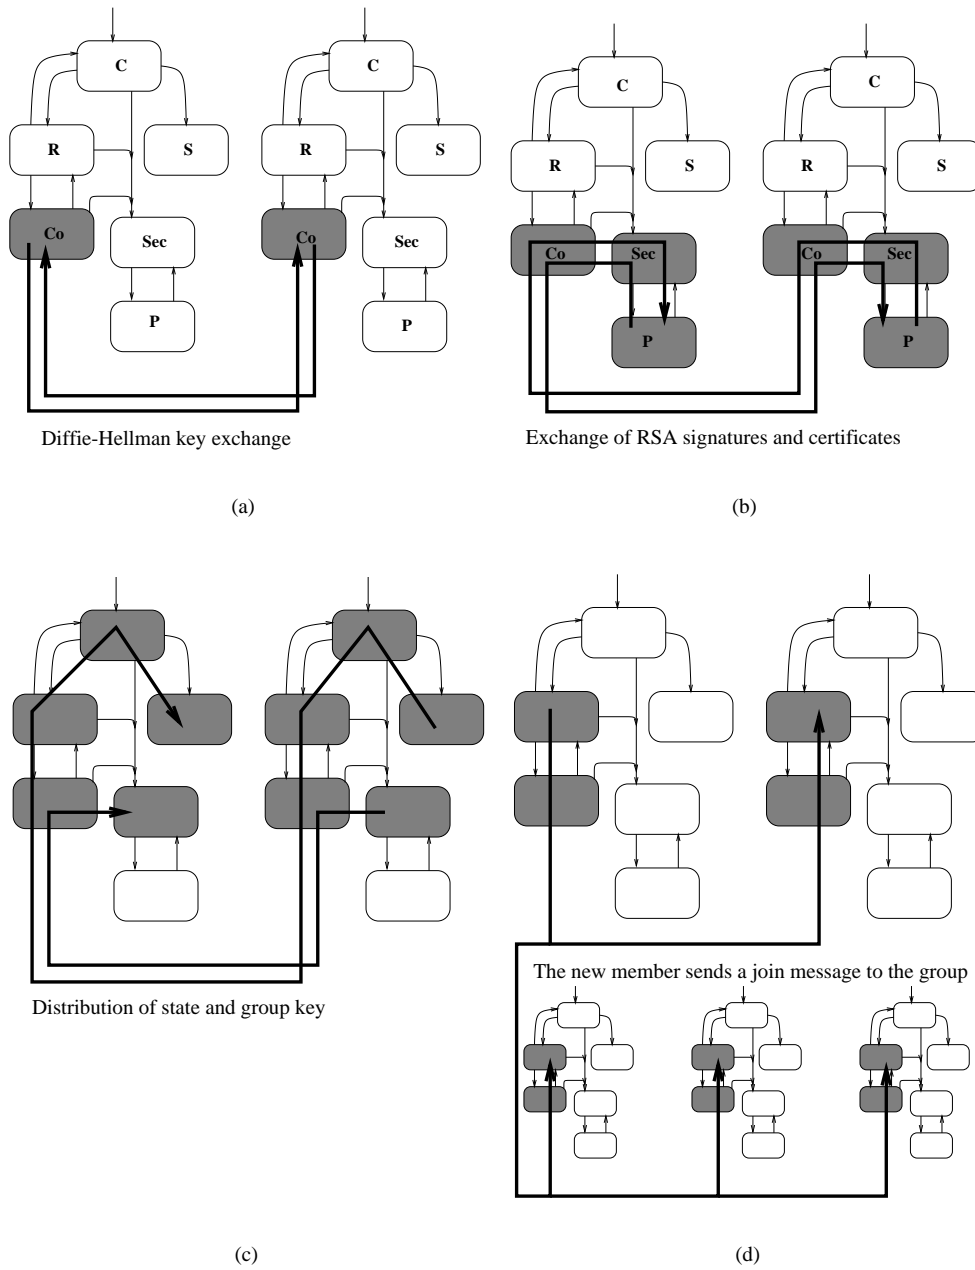 C
C
R
S
R
S
Co
Sec
Co
Sec
P
P
Diffie-Hellman key exchange
(a)
C
C
R
S
R
S
Co
Sec
Co
Sec
P
P
Exchange of RSA signatures and certificates
(b)
Distribution of state and group key
(c)
The new member sends a join message to the group
(d)